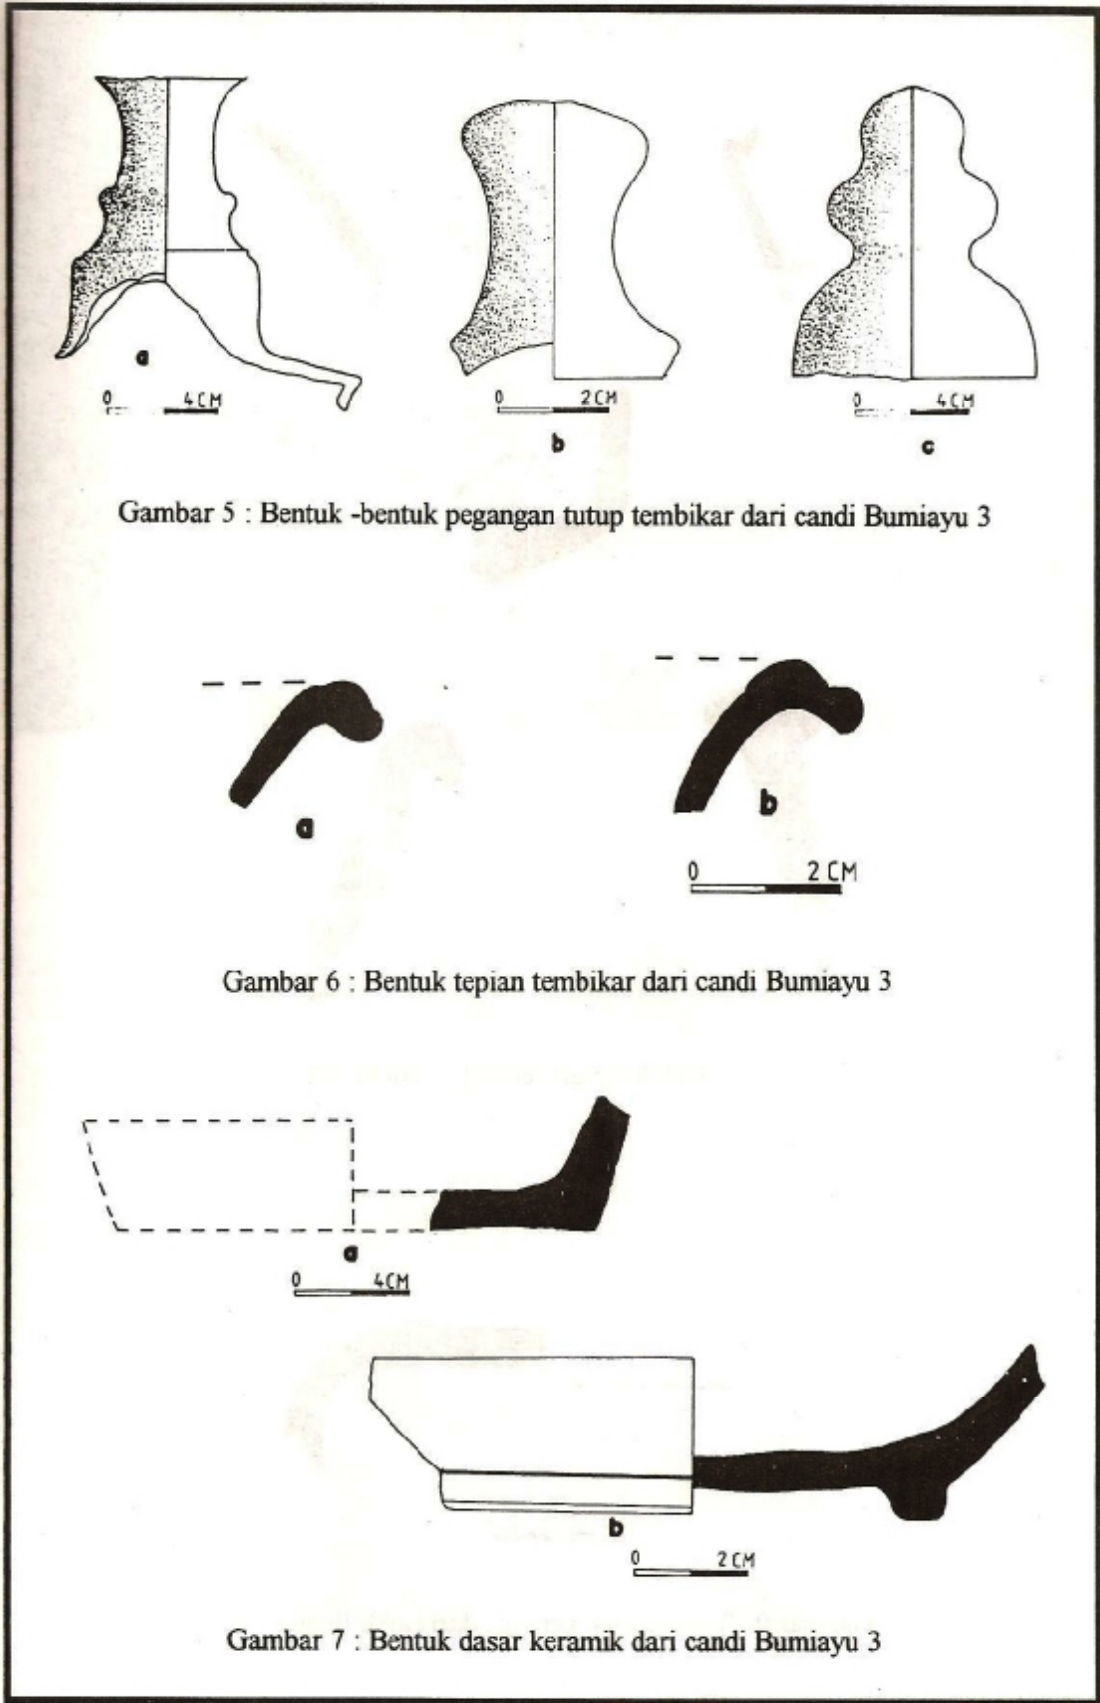 a
0 4CM
0 2CM
b
0 4CM
c
Gambar 5 : Bentuk -bentuk pegangan tutup tembikar dari candi Bumiayu 3
a
b
0 2 CM
Gambar 6 : Bentuk tepian tembikar dari candi Bumiayu 3
a
0 4CM
b
0 2CM
Gambar 7 : Bentuk dasar keramik dari candi Bumiayu 3